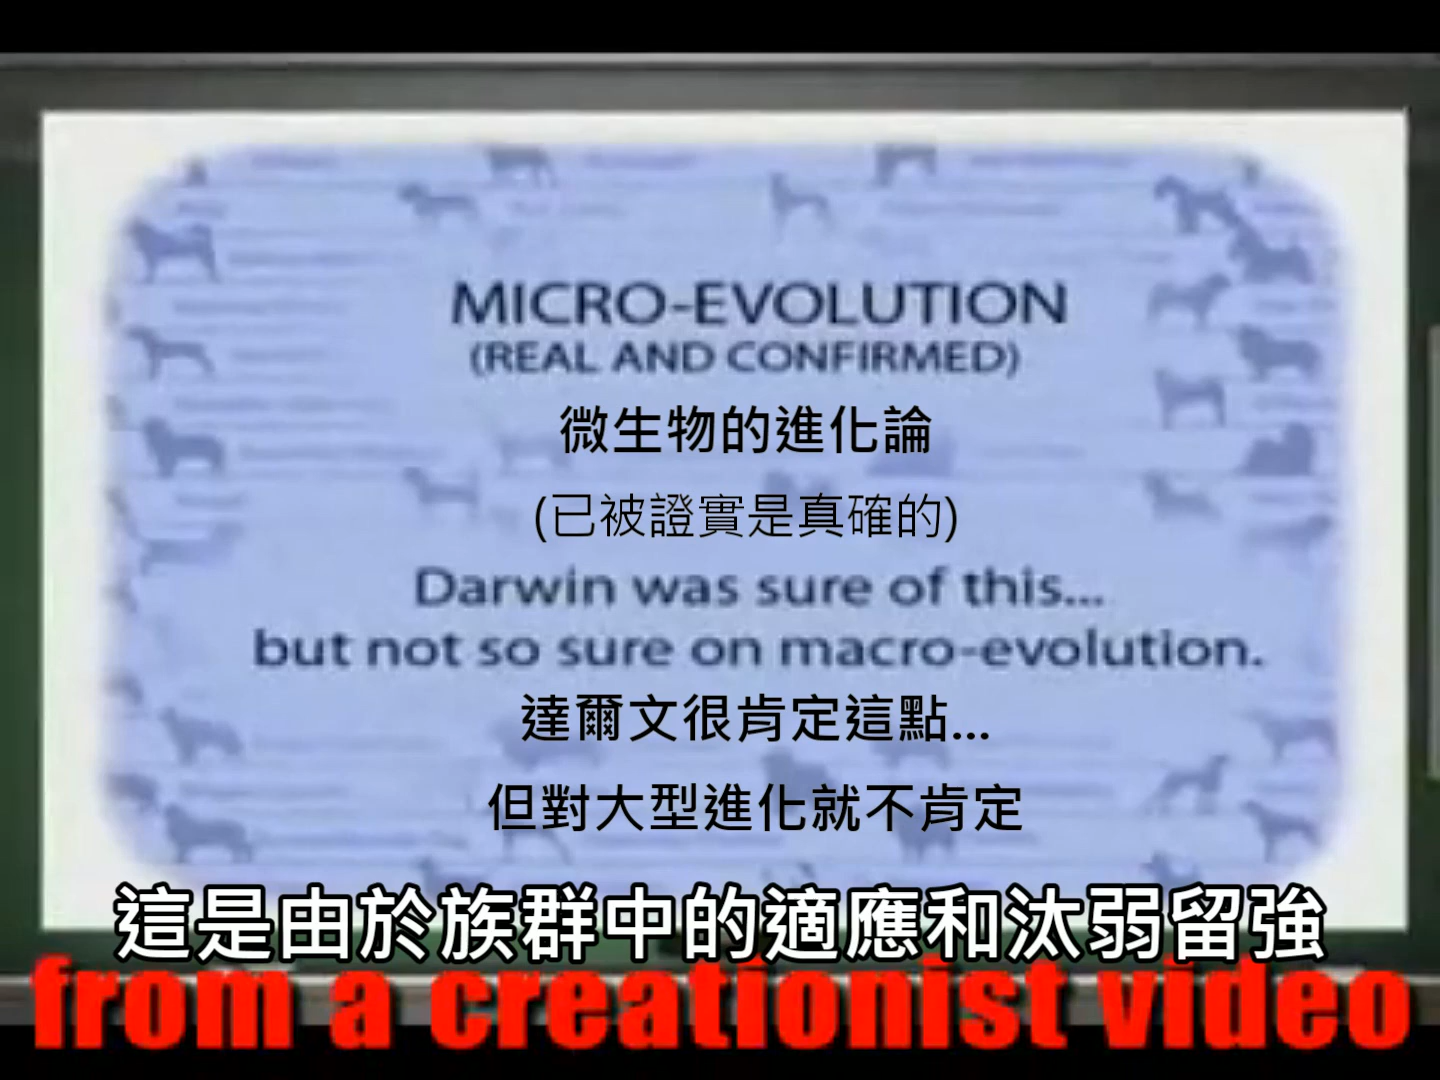 MICRO-EVOLUTION
(REAL AND CONFIRMED)
微生物的進化論
(已被證實是真確的)
Darwin was sure of this...
but not so sure on macro-evolution.
達爾文很肯定這點...
但對大型進化就不肯定
這是由於族群中的適應和汰弱留強
from a creationist video